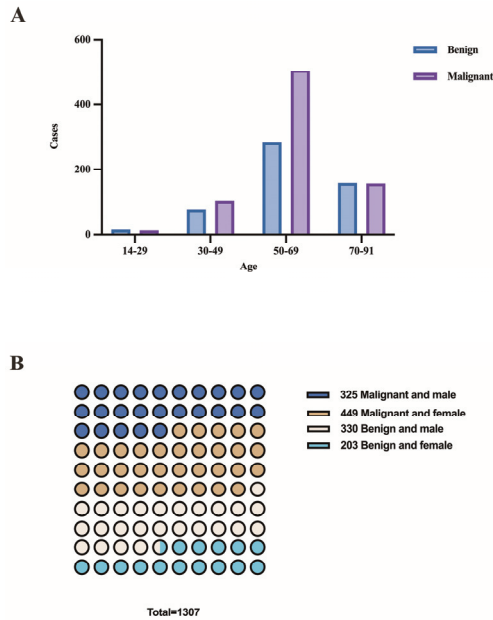 A
600
400
200
0
Cases
14-29
30-49
50-69
70-91
Age
Benign
Malignant
B
325 Malignant and male
449 Malignant and female
330 Benign and male
203 Benign and female
Total=1307